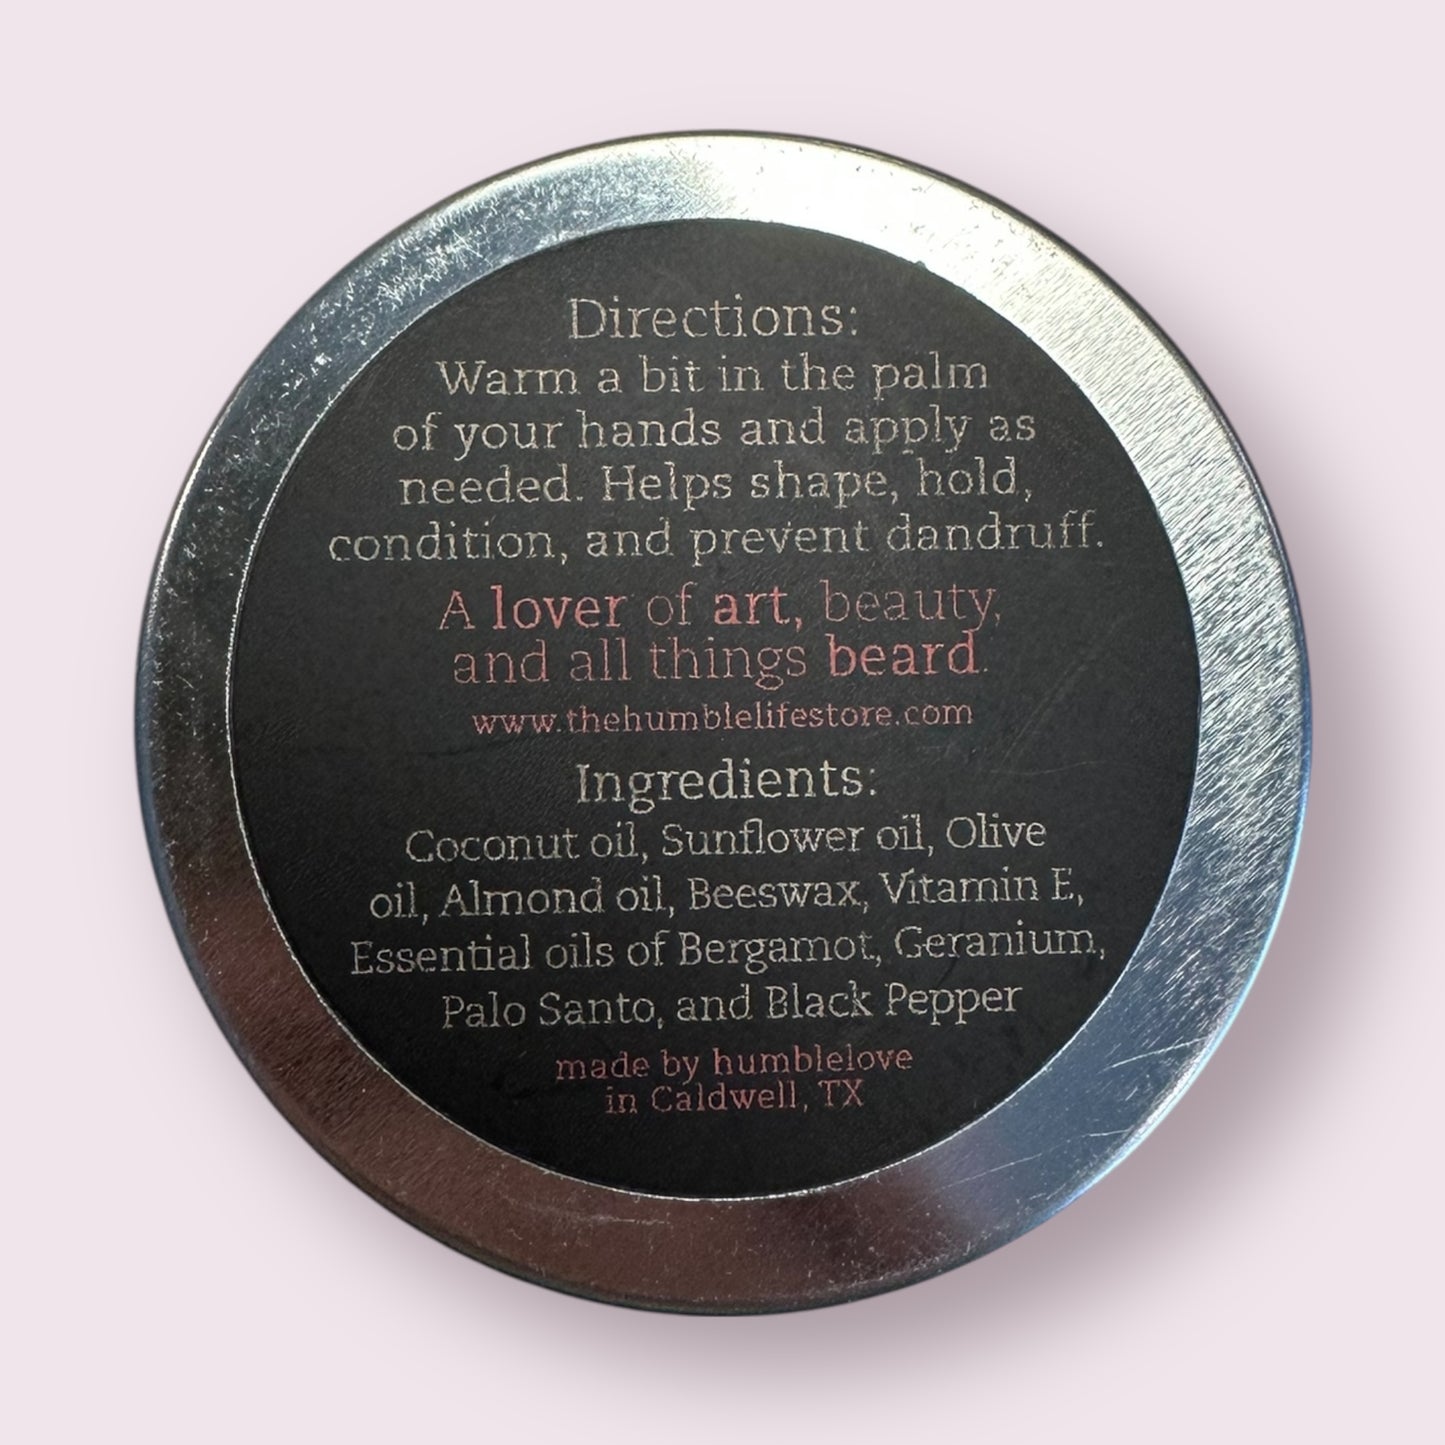 Directions:
Warm a bit in the palm
of your hands and apply as
needed. Helps shape, hold,
condition, and prevent dandruff.
A lover of art, beauty,
and all things beard.
www.thehumblelifestore.com
Ingredients:
Coconut oil, Sunflower oil, Olive
oil, Almond oil, Beeswax, Vitamin E,
Essential oils of Bergamot, Geranium,
Palo Santo, and Black Pepper
made by humblelove
in Caldwell, TX